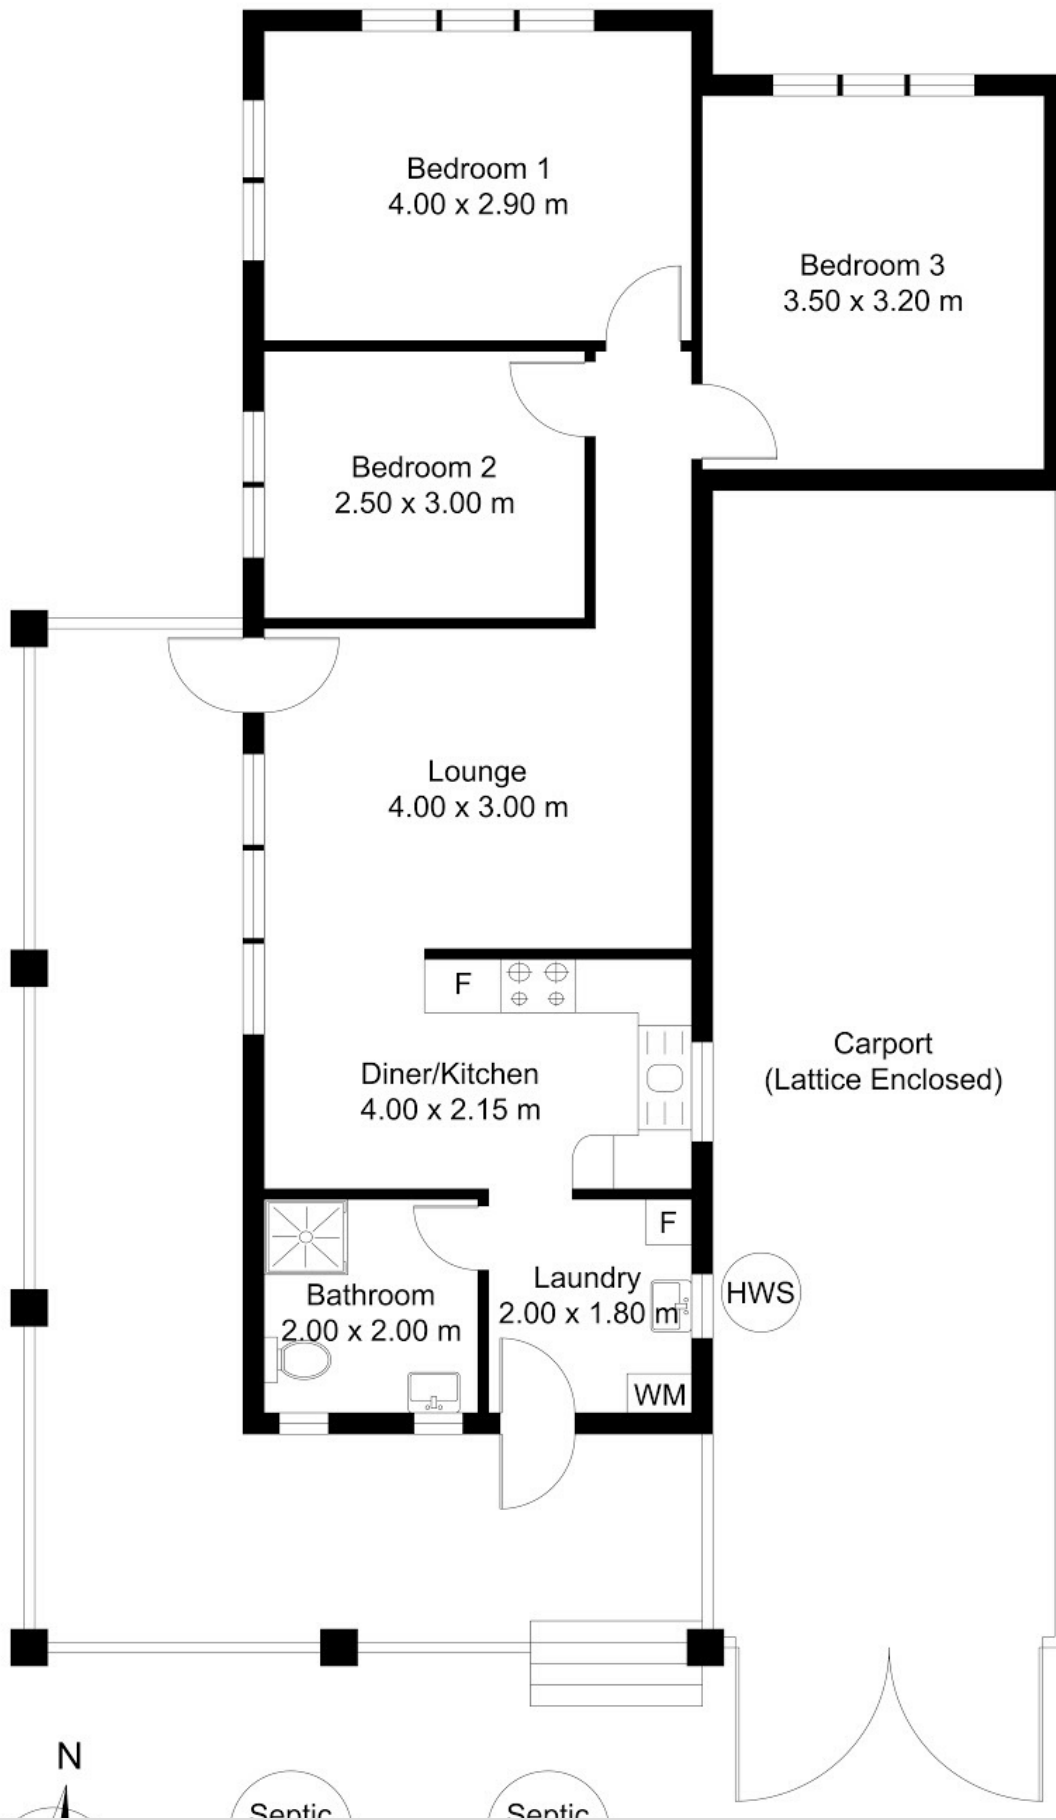 Bedroom 1
4.00 x 2.90 m
Bedroom 3
3.50 x 3.20 m
Bedroom 2
2.50 x 3.00 m
Lounge
4.00 x 3.00 m
F
Carport
(Lattice Enclosed)
Diner/Kitchen
4.00 x 2.15 m
F
Laundry
2.00 x 1.80 m
HWS
Bathroom
2.00 x 2.00 m
WM
N
Septic
Septic